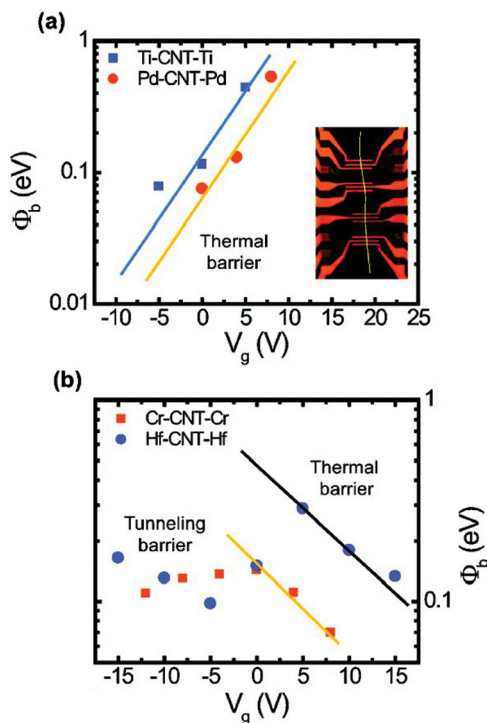 (a)
1
Ti-CNT-Ti
Pd-CNT-Pd
Φb (eV)
0.1
Thermal
barrier
0.01
-10 -5 0 5 10 15 20 25
Vg (V)
(b)
1
Cr-CNT-Cr
Hf-CNT-Hf
Thermal
barrier
Tunneling
barrier
Φb (eV)
0.1
-15 -10 -5 0 5 10 15
Vg (V)